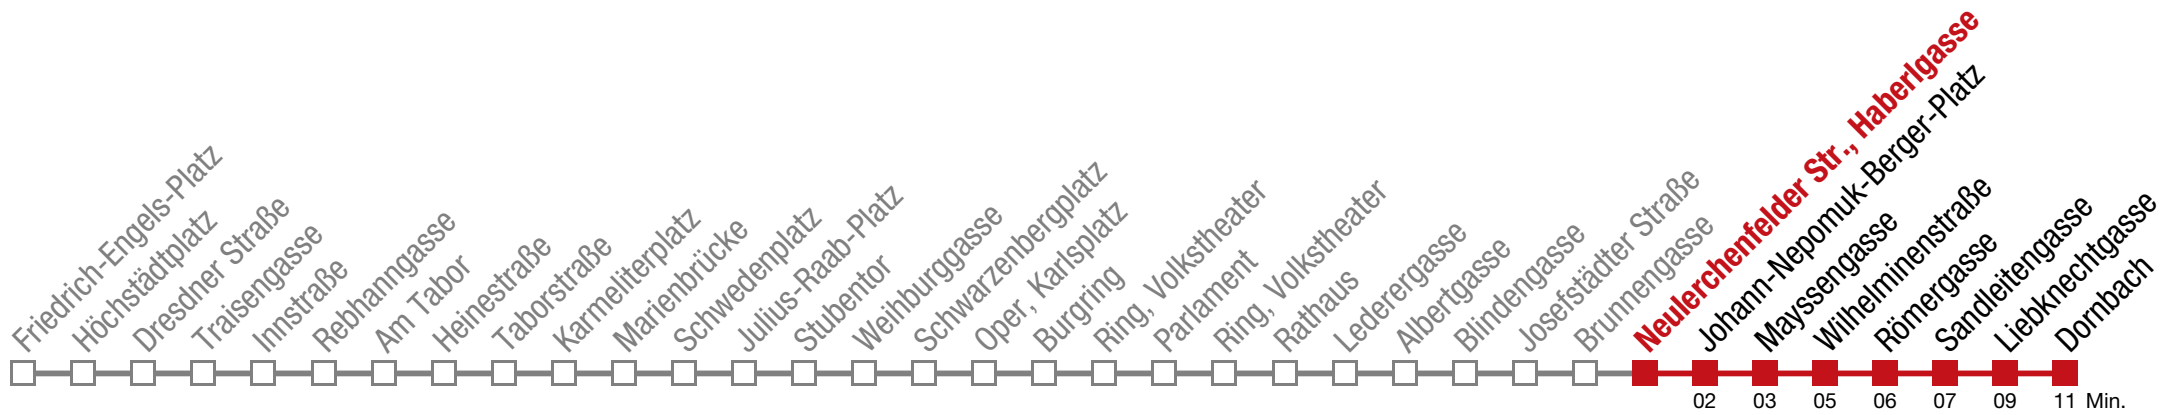 Friedrich-Engels-Platz
Höchstädtplatz
Dresdner Straße
Traisengasse
Innstraße
Rebhanngasse
Am Tabor
Heinestraße
Taborstraße
Karmeliterplatz
Marienbrücke
Schwedenplatz
Julius-Raab-Platz
Stubentor
Weihburggasse
Schwarzenbergplatz
Oper, Karlsplatz
Burgring
Ring, Volkstheater
Parlament
Ring, Volkstheater
Rathaus
Lederergasse
Albertgasse
Blindengasse
Josefstädter Straße
Brunnengasse
Neulerchenfelder Str., Haberlgasse
Johann-Nepomuk-Berger-Platz
Mayssengasse
Wilhelminenstraße
Römergasse
Sandleitengasse
Liebknechtgasse
Dornbach
02 03 05 06 07 09 11 Min.